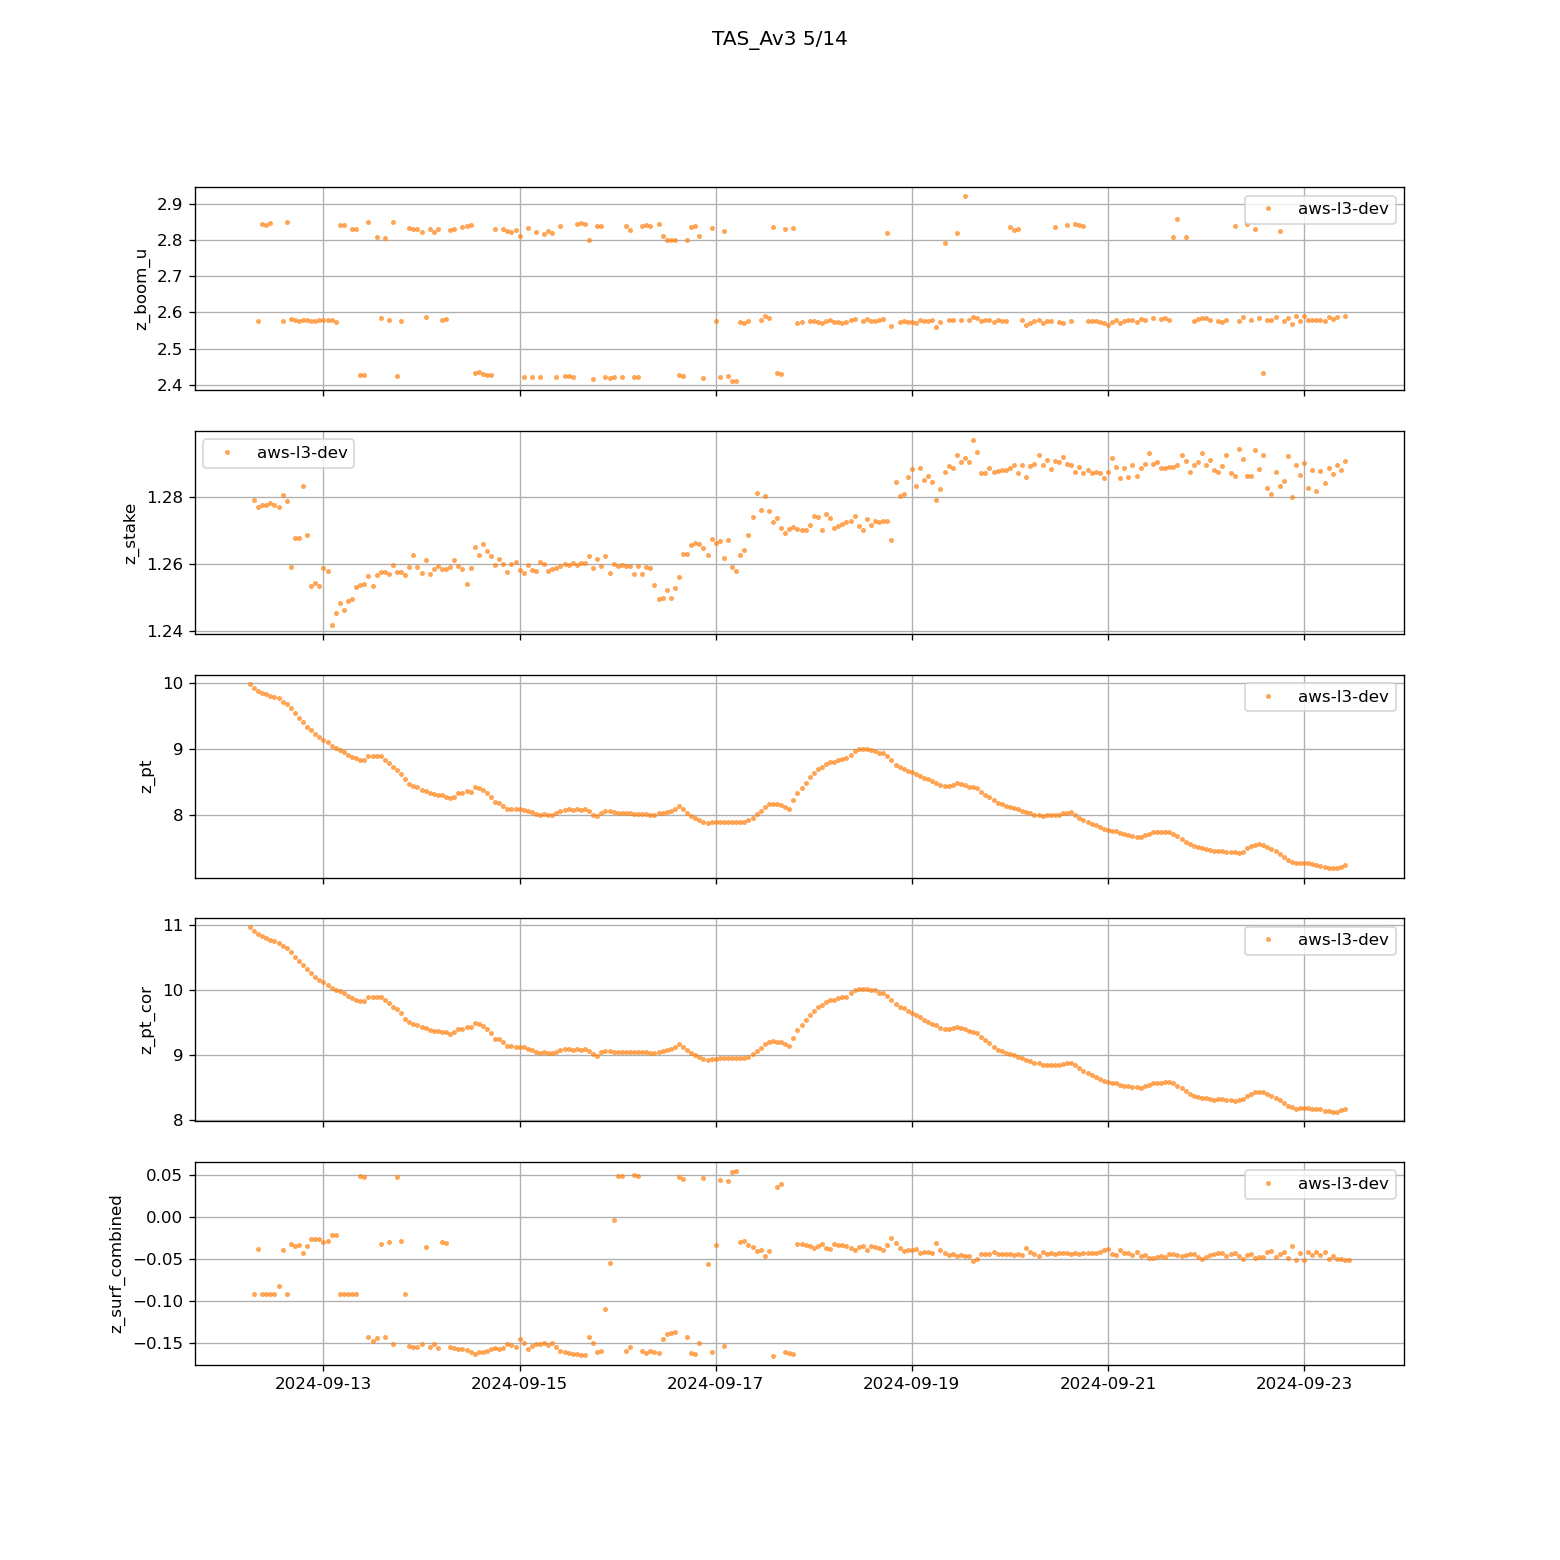 TAS_Av3 5/14
z_boom_u
2.9
2.8
2.7
2.6
2.5
2.4
aws-l3-dev
z_stake
1.28
1.26
1.24
aws-l3-dev
z_pt
10
9
8
aws-l3-dev
z_pt_cor
11
10
9
8
aws-l3-dev
z_surf_combined
0.05
0.00
−0.05
−0.10
−0.15
aws-l3-dev
2024-09-13 2024-09-15 2024-09-17 2024-09-19 2024-09-21 2024-09-23